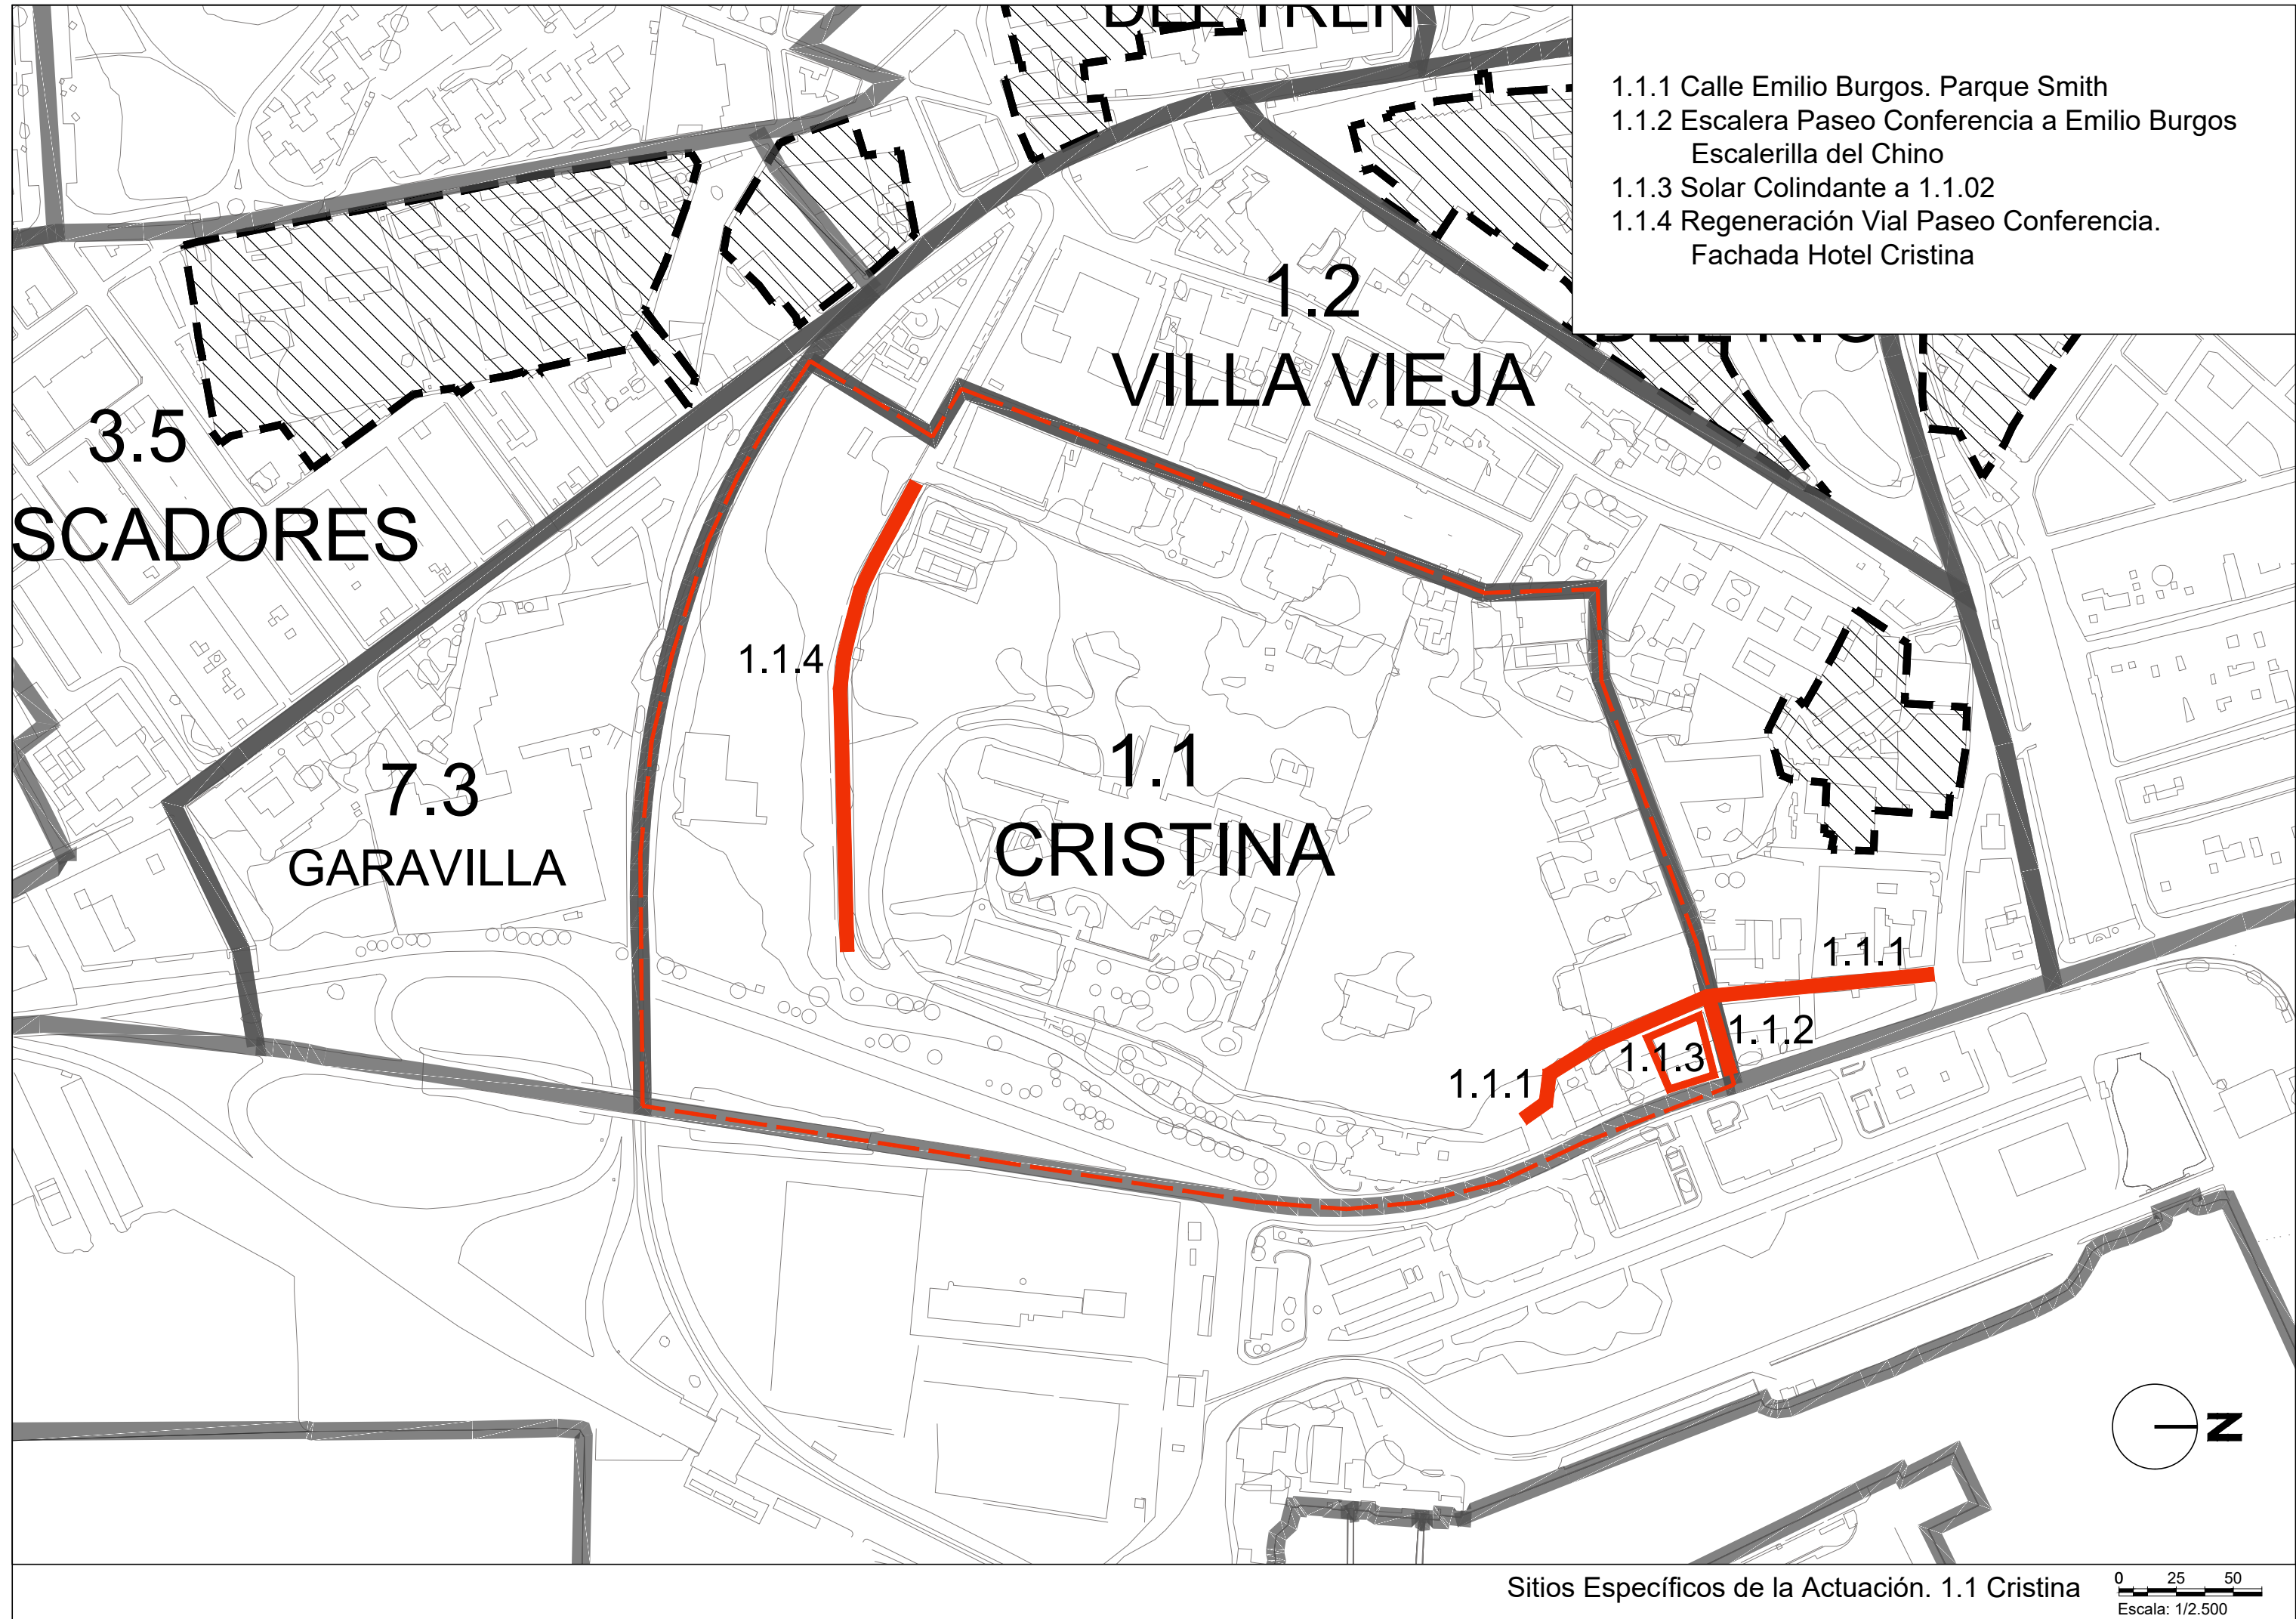 DEL TREN
1.1.1 Calle Emilio Burgos. Parque Smith
1.1.2 Escalera Paseo Conferencia a Emilio Burgos
Escalerilla del Chino
1.1.3 Solar Colindante a 1.1.02
1.1.4 Regeneración Vial Paseo Conferencia.
Fachada Hotel Cristina
1.2
VILLA VIEJA
DEL RIO
3.5
SCADORES
1.1.4
1.1
CRISTINA
7.3
GARAVILLA
1.1.1
1.1.2
1.1.3
1.1.1
N
Sitios Específicos de la Actuación. 1.1 Cristina
0 25 50
Escala: 1/2.500